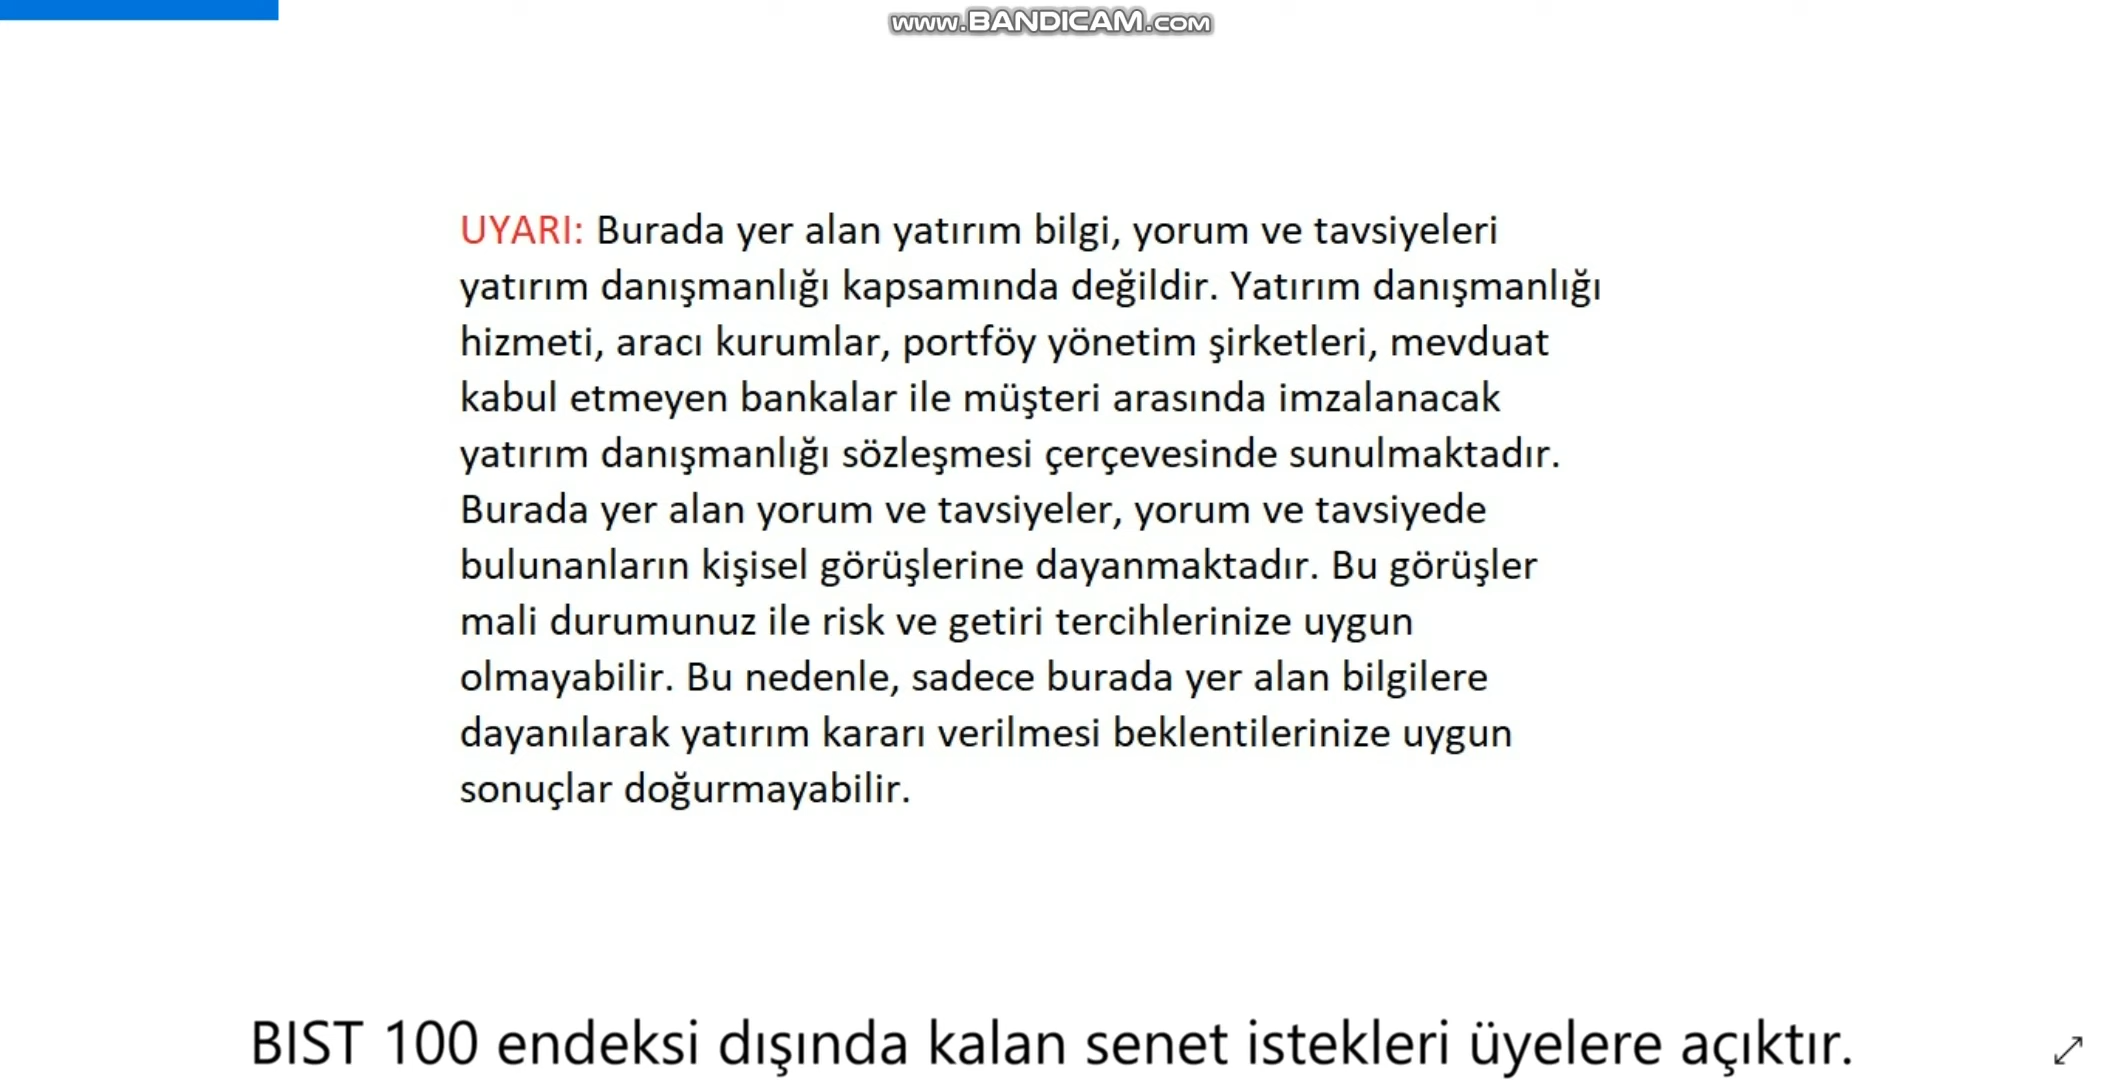 www.BANDICAM.com
UYARI: Burada yer alan yatırım bilgi, yorum ve tavsiyeleri
yatırım danışmanlığı kapsamında değildir. Yatırım danışmanlığı
hizmeti, aracı kurumlar, portföy yönetim şirketleri, mevduat
kabul etmeyen bankalar ile müşteri arasında imzalanacak
yatırım danışmanlığı sözleşmesi çerçevesinde sunulmaktadır.
Burada yer alan yorum ve tavsiyeler, yorum ve tavsiyede
bulunanların kişisel görüşlerine dayanmaktadır. Bu görüşler
mali durumunuz ile risk ve getiri tercihlerinize uygun
olmayabilir. Bu nedenle, sadece burada yer alan bilgilere
dayanılarak yatırım kararı verilmesi beklentilerinize uygun
sonuçlar doğurmayabilir.
BIST 100 endeksi dışında kalan senet istekleri üyelere açıktır.